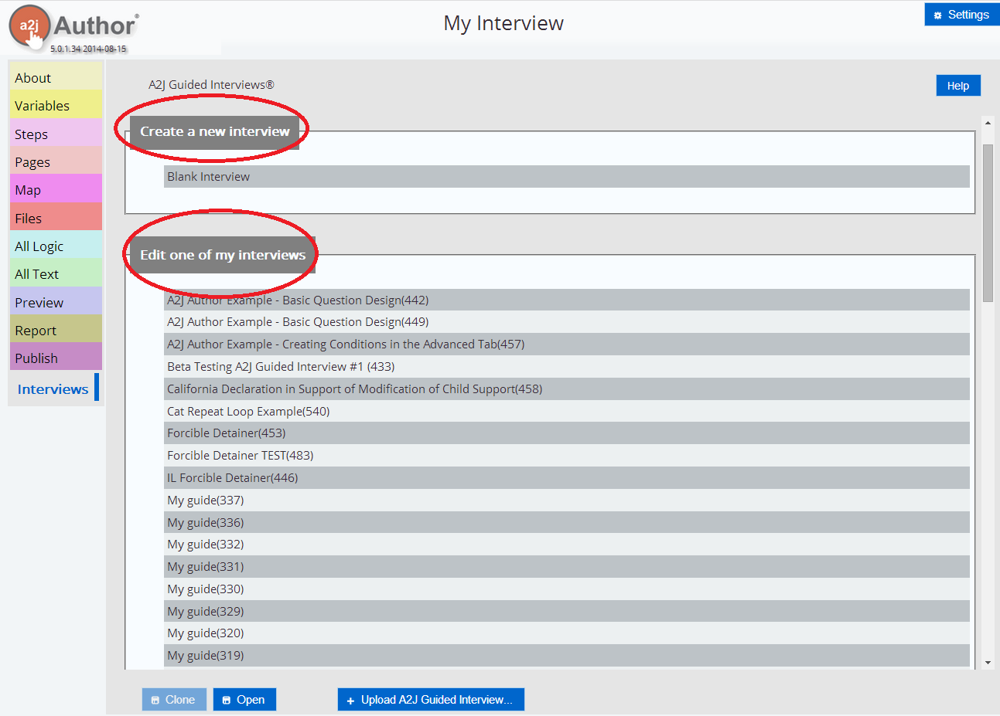 a2j Author®
5.0.1.34 2014-08-15
My Interview
Settings
About
Variables
Steps
Pages
Map
Files
All Logic
All Text
Preview
Report
Publish
Interviews
A2J Guided Interviews®
Help
Create a new interview
Blank Interview
Edit one of my interviews
A2J Author Example - Basic Question Design(442)
A2J Author Example - Basic Question Design(449)
A2J Author Example - Creating Conditions in the Advanced Tab(457)
Beta Testing A2J Guided Interview #1 (433)
California Declaration in Support of Modification of Child Support(458)
Cat Repeat Loop Example(540)
Forcible Detainer(453)
Forcible Detainer TEST(483)
IL Forcible Detainer(446)
My guide(337)
My guide(336)
My guide(332)
My guide(331)
My guide(330)
My guide(329)
My guide(320)
My guide(319)
Clone
Open
+ Upload A2J Guided Interview...